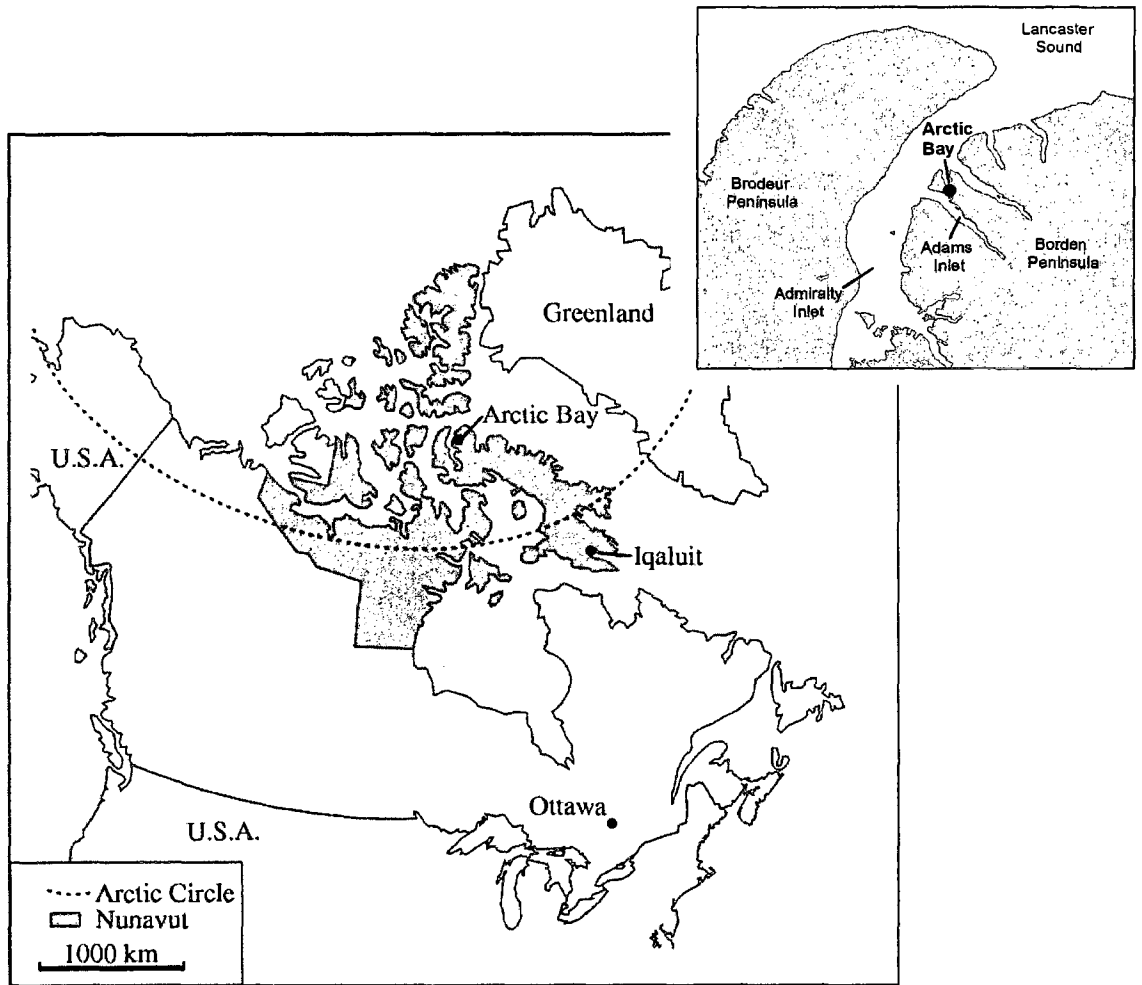 Lancaster
Sound
Arctic
Bay
Brodeur
Peninsula
Adams
Inlet
Borden
Peninsula
Admiralty
Inlet
Greenland
Arctic Bay
U.S.A.
Iqaluit
Ottawa
U.S.A.
Arctic Circle
Nunavut
1000 km